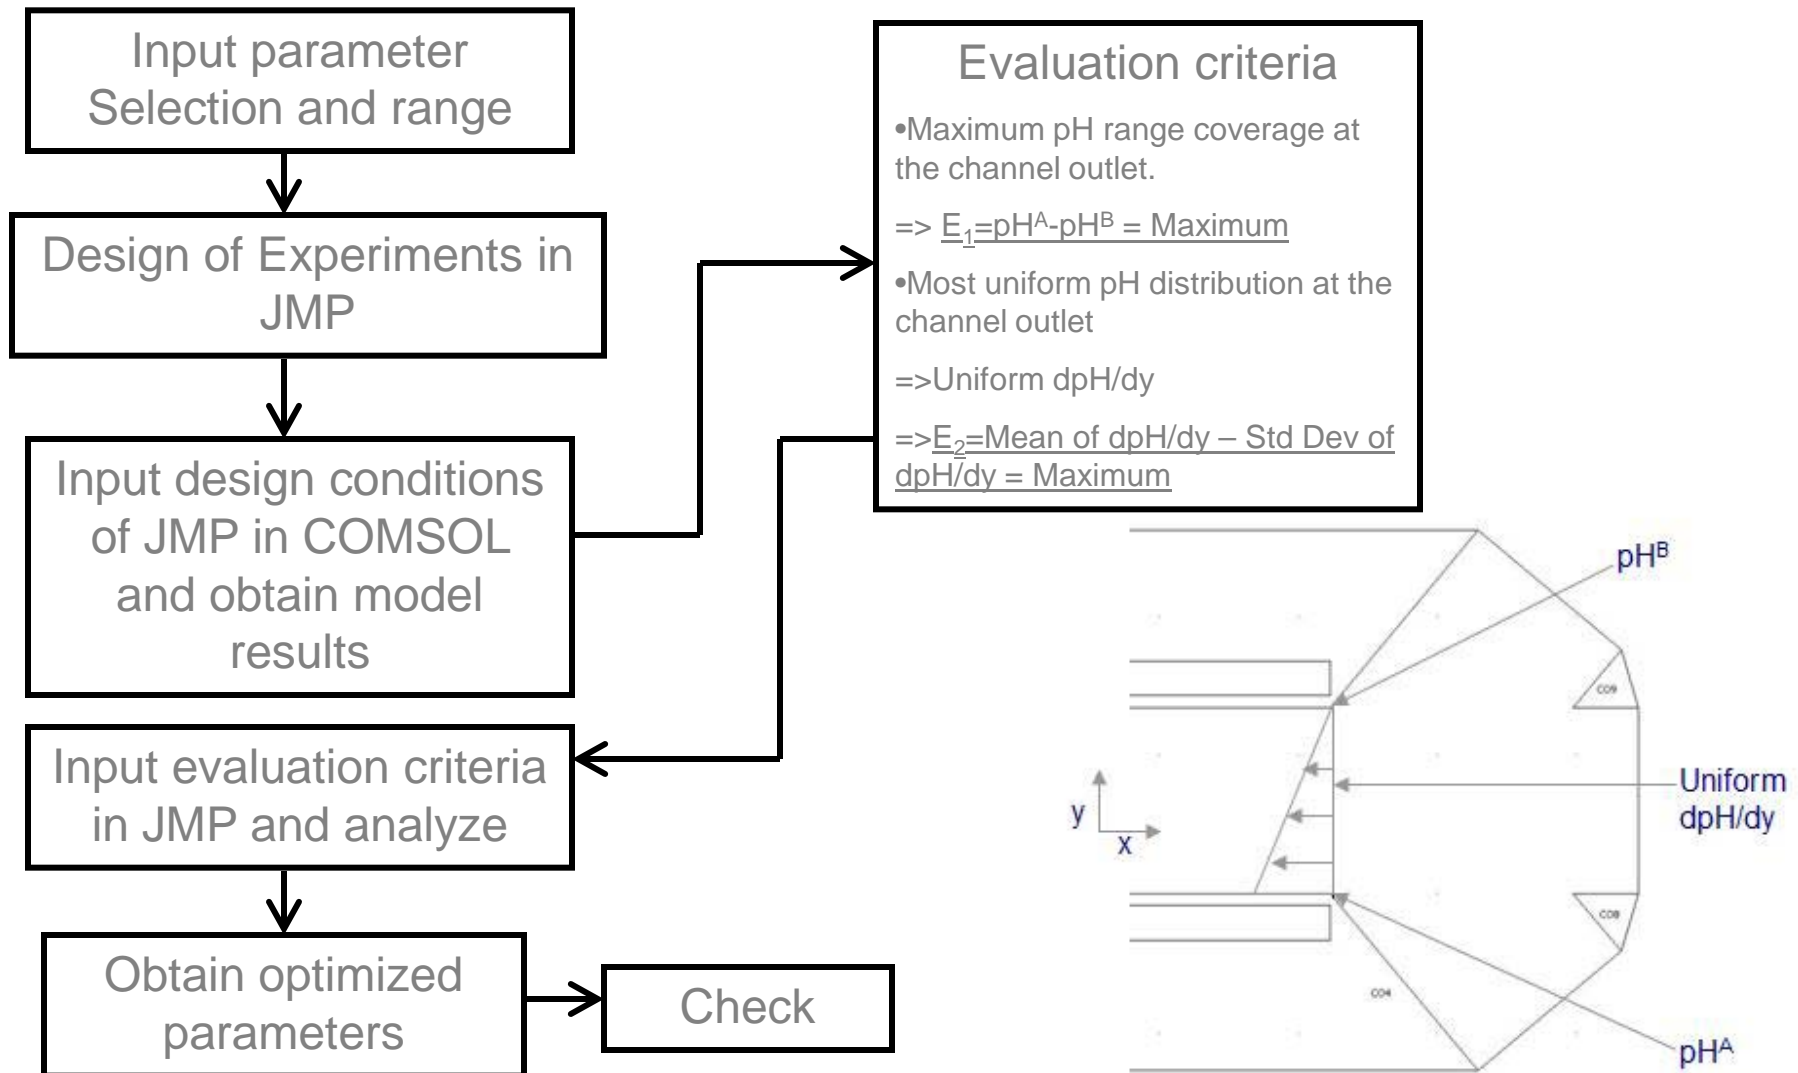 Input parameter
Selection and range
Design of Experiments in
JMP
Input design conditions
of JMP in COMSOL
and obtain model
results
Input evaluation criteria
in JMP and analyze
Obtain optimized
parameters
Check
Evaluation criteria
•Maximum pH range coverage at
the channel outlet.
=> E₁=pHᴬ-pHᴮ = Maximum
•Most uniform pH distribution at the
channel outlet
=>Uniform dpH/dy
=>E₂=Mean of dpH/dy – Std Dev of
dpH/dy = Maximum
pHᴮ
CO9
Uniform
dpH/dy
y
x
CO8
CO4
pHᴬ